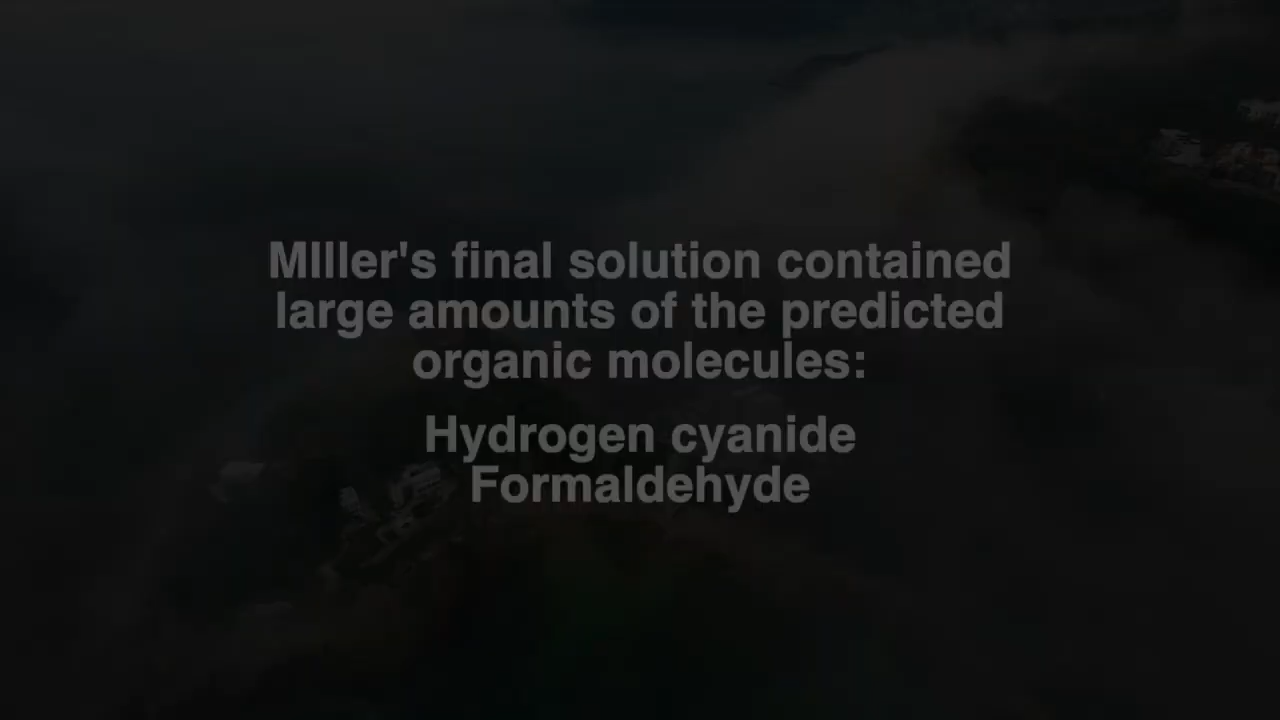 MIller's final solution contained
large amounts of the predicted
organic molecules:
Hydrogen cyanide
Formaldehyde